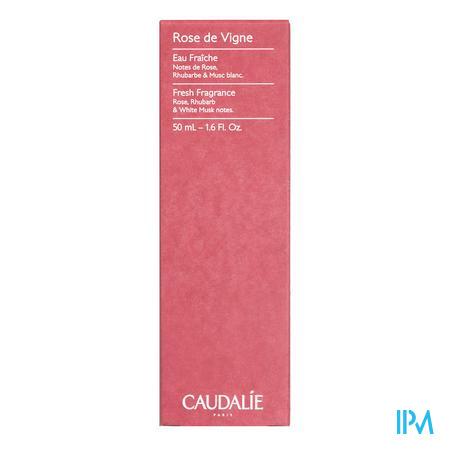 Rose de Vigne
Eau Fraîche
Notes de Rose,
Rhubarbe & Musc blanc.
Fresh Fragrance
Rose, Rhubarb
& White Musk notes.
50 mL – 1.6 Fl. Oz.
CAUDALÍE
PARIS
IPM